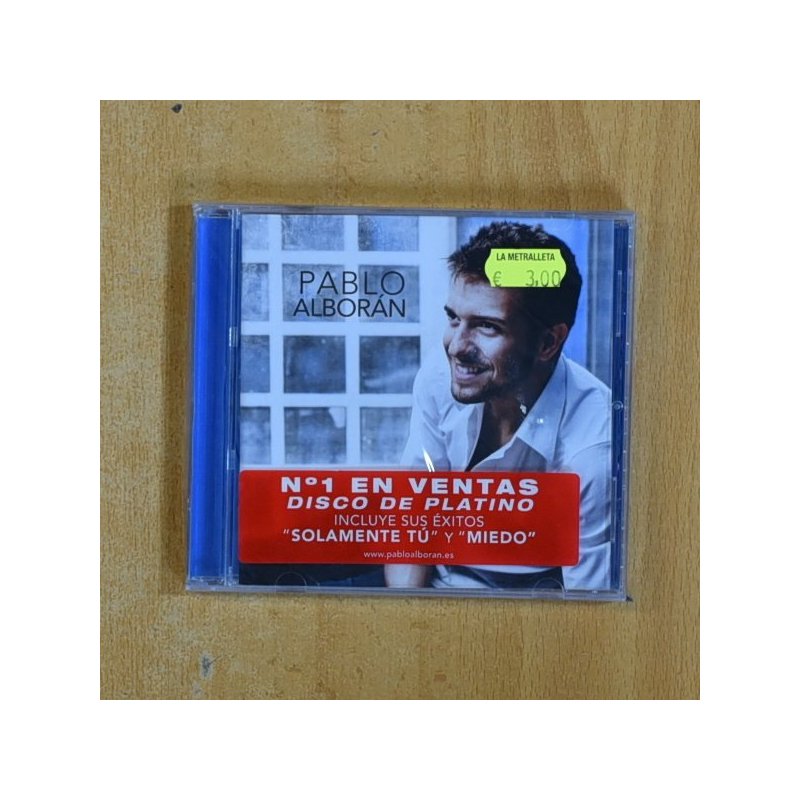 LA METRALLETA
€ 3,00
PABLO
ALBORÁN
Nº1 EN VENTAS
DISCO DE PLATINO
INCLUYE SUS ÉXITOS
“SOLAMENTE TÚ” Y “MIEDO”
www.pabloalboran.es